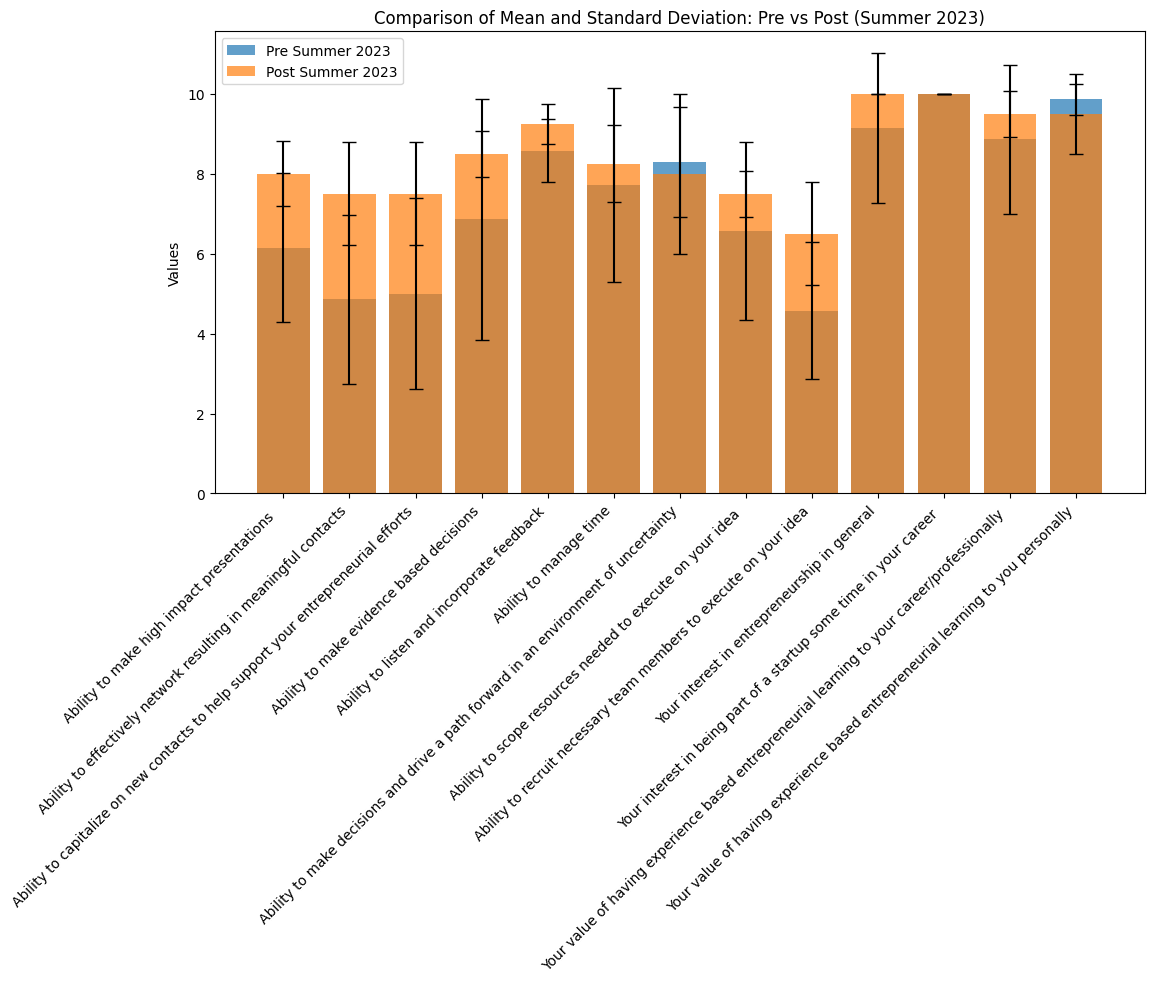 Comparison of Mean and Standard Deviation: Pre vs Post (Summer 2023)
Pre Summer 2023
Post Summer 2023
Values
10
8
6
4
2
0
Ability to make high impact presentations
Ability to effectively network resulting in meaningful contacts
Ability to capitalize on new contacts to help support your entrepreneurial efforts
Ability to make evidence based decisions
Ability to listen and incorporate feedback
Ability to manage time
Ability to make decisions and drive a path forward in an environment of uncertainty
Ability to scope resources needed to execute on your idea
Ability to recruit necessary team members to execute on your idea
Your interest in entrepreneurship in general
Your interest in being part of a startup some time in your career
Your value of having experience based entrepreneurial learning to your career/professionally
Your value of having experience based entrepreneurial learning to you personally